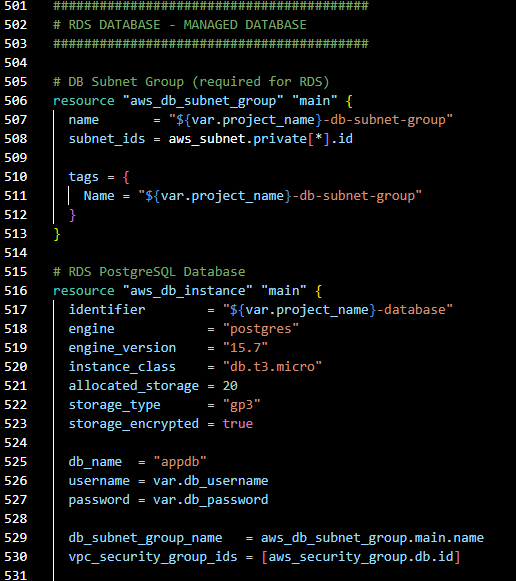 501 #########################################
502 # RDS DATABASE - MANAGED DATABASE
503 #########################################
504
505 # DB Subnet Group (required for RDS)
506 resource "aws_db_subnet_group" "main" {
507   name       = "${var.project_name}-db-subnet-group"
508   subnet_ids = aws_subnet.private[*].id
509
510   tags = {
511     Name = "${var.project_name}-db-subnet-group"
512   }
513 }
514
515 # RDS PostgreSQL Database
516 resource "aws_db_instance" "main" {
517   identifier        = "${var.project_name}-database"
518   engine            = "postgres"
519   engine_version    = "15.7"
520   instance_class    = "db.t3.micro"
521   allocated_storage = 20
522   storage_type      = "gp3"
523   storage_encrypted = true
524
525   db_name  = "appdb"
526   username = var.db_username
527   password = var.db_password
528
529   db_subnet_group_name   = aws_db_subnet_group.main.name
530   vpc_security_group_ids = [aws_security_group.db.id]
531